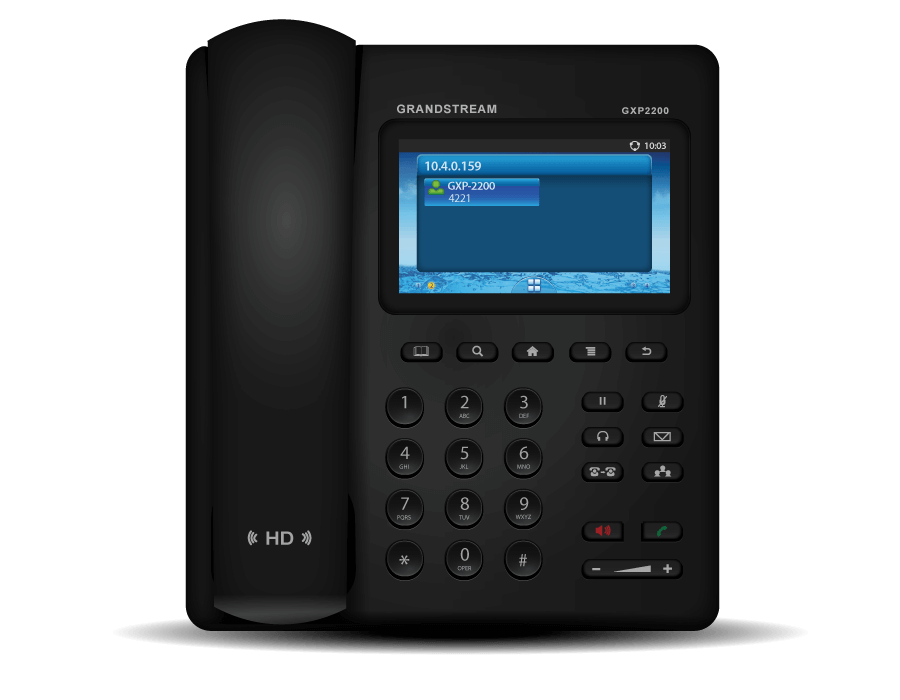 GRANDSTREAM
GXP2200
10:03
10.4.0.159
GXP-2200
4221
1
2
ABC
3
DEF
4
GHI
5
JKL
6
MNO
7
PQRS
8
TUV
9
WXYZ
*
0
OPER
#
HD